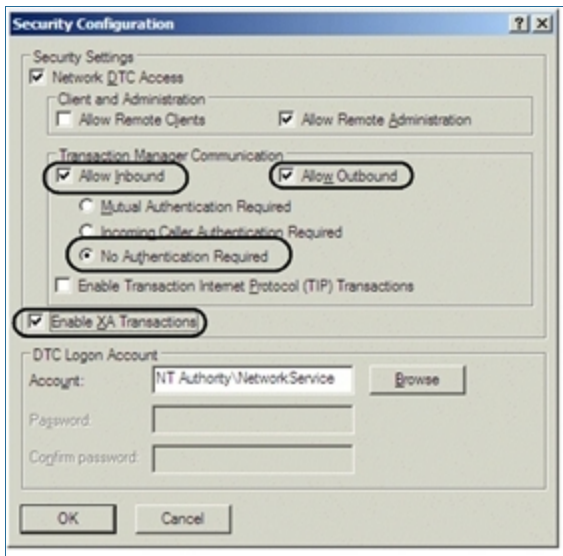 Security Configuration
Security Settings
Network DTC Access
Client and Administration
Allow Remote Clients Allow Remote Administration
Transaction Manager Communication
Allow Inbound Allow Outbound
Mutual Authentication Required
Incoming Caller Authentication Required
No Authentication Required
Enable Transaction Internet Protocol (TIP) Transactions
Enable XA Transactions
DTC Logon Account
Account: NT Authority\NetworkService Browse
Password:
Confirm password:
OK Cancel